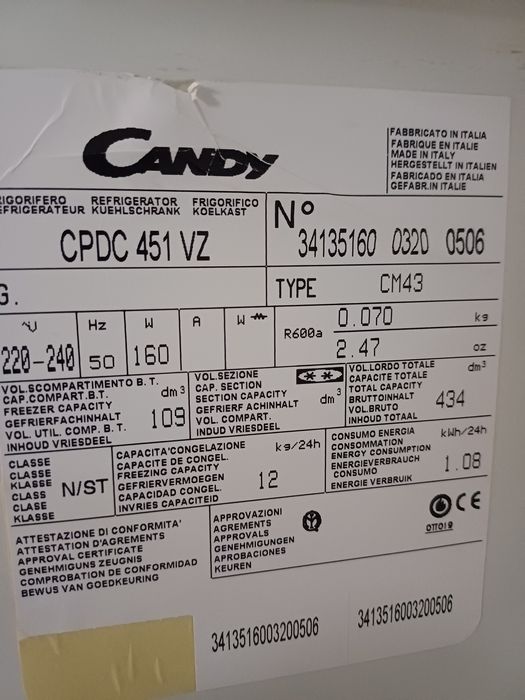 CANDY
FABBRICATO IN ITALIA
FABRIQUE EN ITALIE
MADE IN ITALY
HERGESTELLT IN ITALIEN
FABRICADO EN ITALIA
GEFABR.IN ITALIE
RIGORIFERO REFRIGERATOR FRIGORIFICO
EFRIGERATEUR KUEHLSCHRANK KOELKAST
CPDC 451 VZ
N° 34135160 0320 0506
G.
TYPE CM43
~U Hz W A W
220-240 50 160
R600a 0.070 kg
2.47 oz
VOL.SCOMPARTIMENTO B.T.
CAP.COMPART.B.T. dm³
FREEZER CAPACITY
GEFRIERFACHINHALT 109
VOL. UTIL. COMP. B. T.
INHOUD VRIESDEEL
VOL.SEZIONE
CAP. SECTION
SECTION CAPACITY dm³
GEFRIERF ACHINHALT
VOL. COMPART.
INDUD VRIESDEEL
VOL.LORDO TOTALE dm³
CAPACITE TOTALE
TOTAL CAPACITY
BRUTTOINHALT 434
VOL.BRUTO
INHOUD TOTAAL
CLASSE
CLASSE
CLASSE
CLASS N/ST
CLASE
KLASSE
CAPACITA'CONGELAZIONE kg/24h
CAPACITE DE CONGEL.
FREEZING CAPACITY
GEFRIERVERMOEGEN 12
CAPACIDAD CONGEL.
INVRIES CAPACITEID
CONSUMO ENERGIA kWh/24h
CONSOMMATION
ENERGY CONSUMPTION
ENERGIEVERBRAUCH 1.08
CONSUMO
ENERGIE VERBRUIK
ATTESTAZIONE DI CONFORMITA'
ATTESTATION D'AGREMENTS
APPROVAL CERTIFICATE
GENEHMIGUNS ZEUGNIS
COMPROBATION DE CONFORMIDAD
BEWUS VAN GOEDKEURING
APPROVAZIONI
AGREMENTS
APPROVALS
GENEHMIGUNGEN
APROBACIONES
KEUREN
CE
3413516003200506
3413516003200506